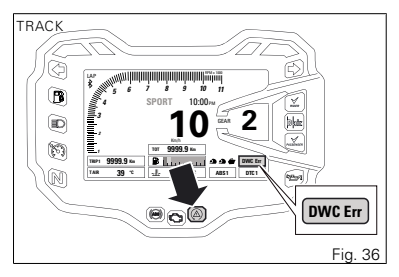 TRACK
LAP
RPM x 1000
1 2 3 4 5 6 7 8 9 10 11
SPORT 10:00 PM
10
Km/h
GEAR
2
TOT 9999.9 Km
TRIP1 9999.9 Km
DWC Err
T AIR 39 °C
ABS 1
DTC 1
N
ABS
DWC Err
Fig. 36